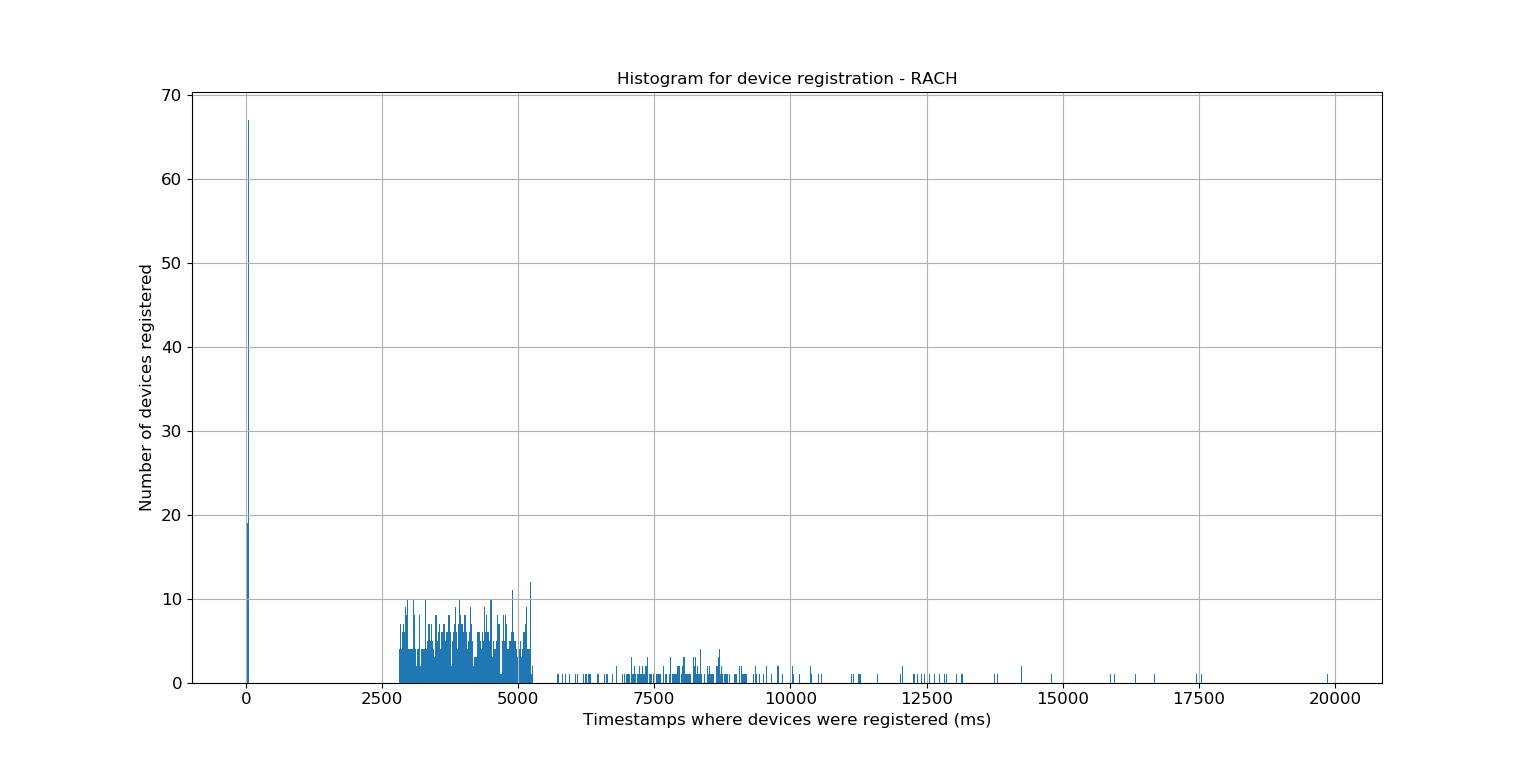 Histogram for device registration - RACH
70
60
50
40
30
20
10
0
Number of devices registered
0 2500 5000 7500 10000 12500 15000 17500 20000
Timestamps where devices were registered (ms)